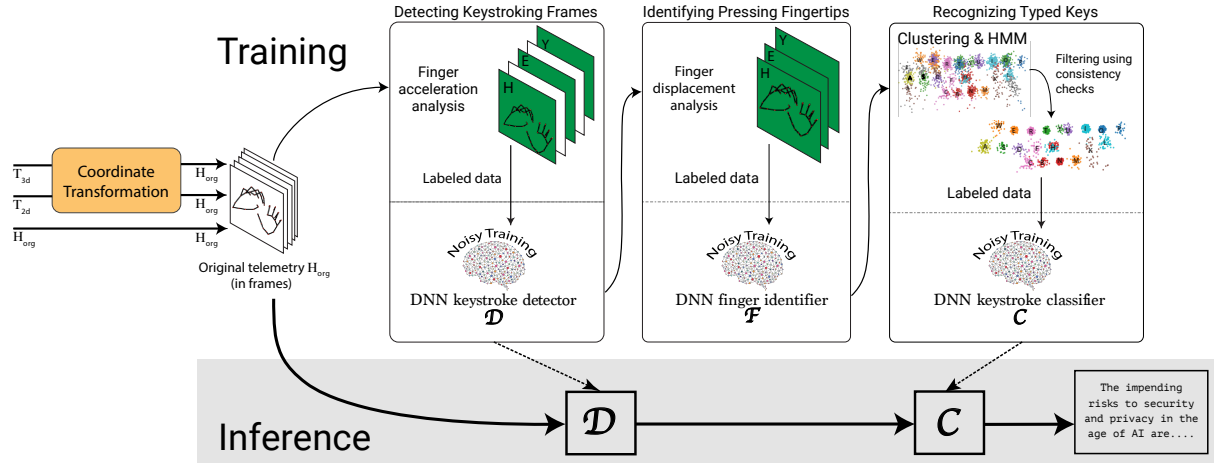 Detecting Keystroking Frames
Identifying Pressing Fingertips
Recognizing Typed Keys
Training
Finger
acceleration
analysis
Y
E
H
Labeled data
Noisy Training
DNN keystroke detector
𝓓
Finger
displacement
analysis
Y
E
H
Labeled data
Noisy Training
DNN finger identifier
𝓕
Clustering & HMM
Filtering using
consistency
checks
Labeled data
Noisy Training
DNN keystroke classifier
𝓒
T3d
T2d
Horg
Coordinate
Transformation
Horg
Horg
Horg
Original telemetry Horg
(in frames)
Inference
𝓓
𝓒
The impending
risks to security
and privacy in the
age of AI are....